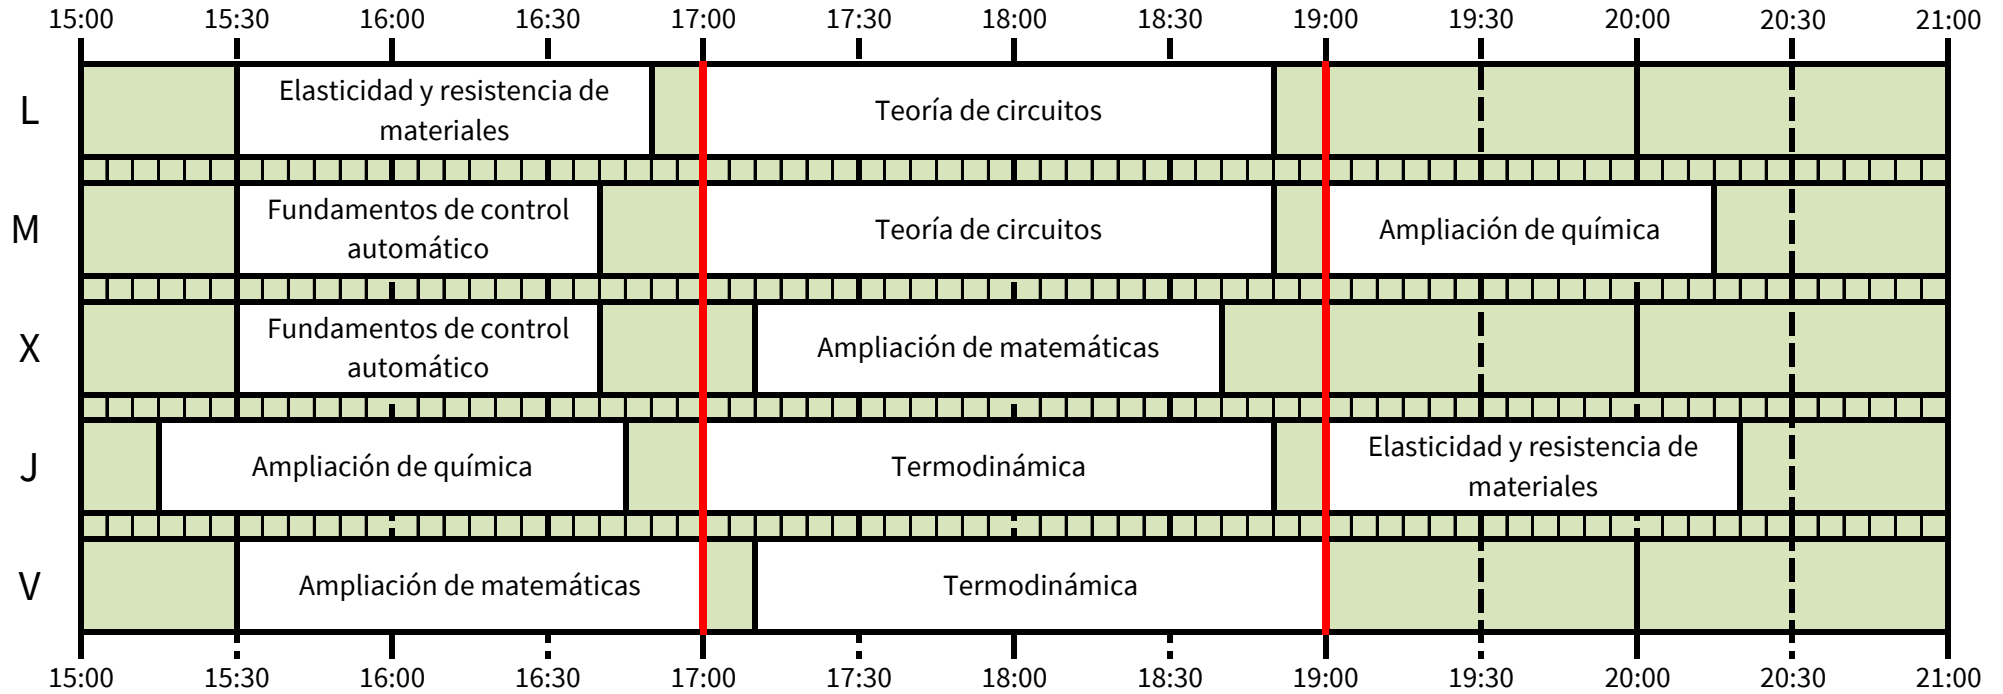 15:00 15:30 16:00 16:30 17:00 17:30 18:00 18:30 19:00 19:30 20:00 20:30 21:00
L
Elasticidad y resistencia de
materiales
Teoría de circuitos
M
Fundamentos de control
automático
Teoría de circuitos
Ampliación de química
X
Fundamentos de control
automático
Ampliación de matemáticas
J
Ampliación de química
Termodinámica
Elasticidad y resistencia de
materiales
V
Ampliación de matemáticas
Termodinámica
15:00 15:30 16:00 16:30 17:00 17:30 18:00 18:30 19:00 19:30 20:00 20:30 21:00